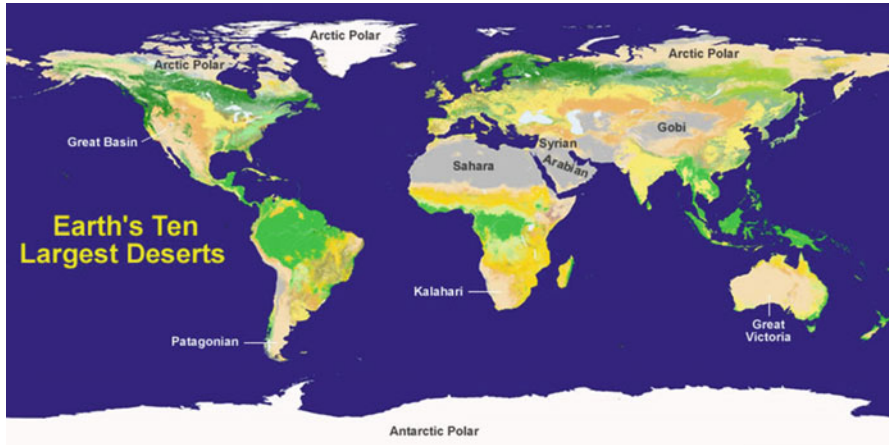 Arctic Polar
Arctic Polar
Arctic Polar
Great Basin
Gobi
Syrian
Sahara
Arabian
Earth's Ten
Largest Deserts
Kalahari
Great
Victoria
Patagonian
Antarctic Polar